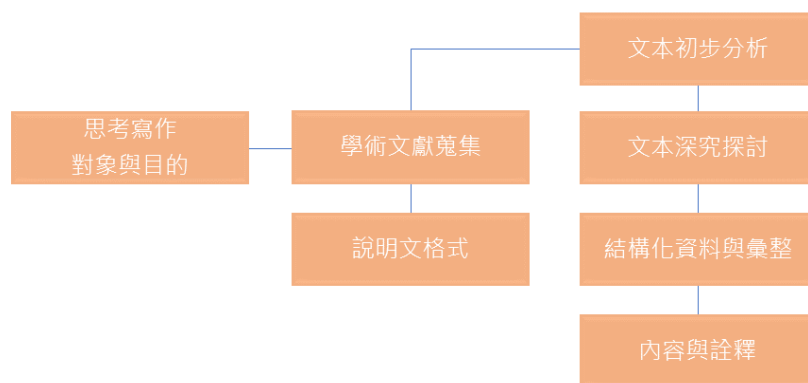 思考寫作
對象與目的
學術文獻蒐集
說明文格式
文本初步分析
文本深究探討
結構化資料與彙整
內容與詮釋